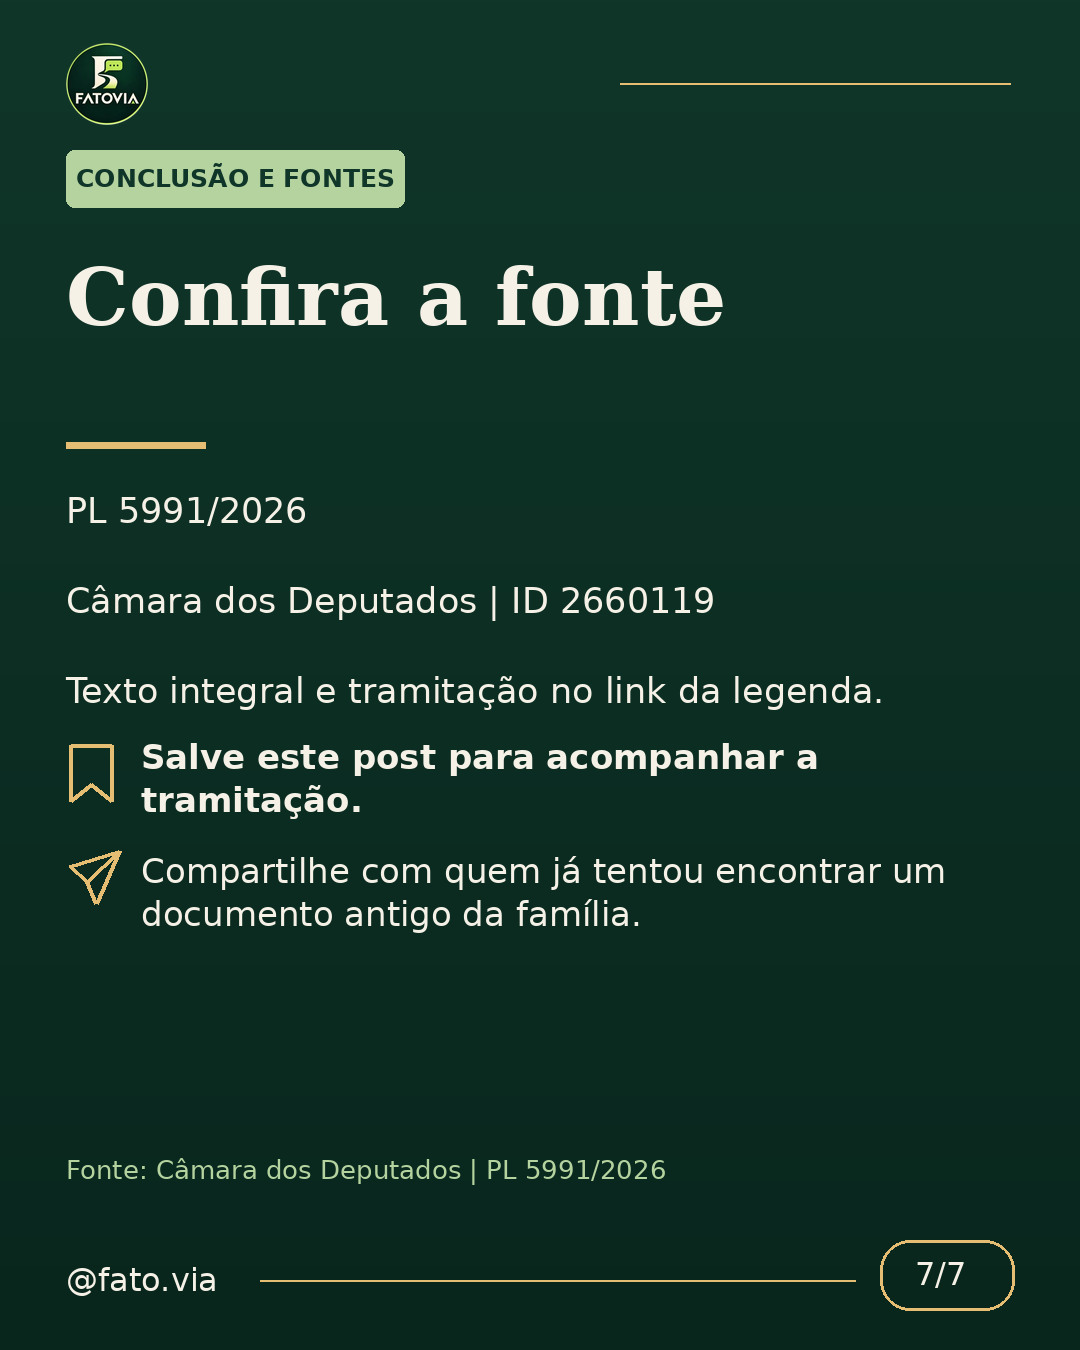 FATOVIA
CONCLUSÃO E FONTES
Confira a fonte
PL 5991/2026
Câmara dos Deputados | ID 2660119
Texto integral e tramitação no link da legenda.
Salve este post para acompanhar a
tramitação.
Compartilhe com quem já tentou encontrar um
documento antigo da família.
Fonte: Câmara dos Deputados | PL 5991/2026
@fato.via
7/7